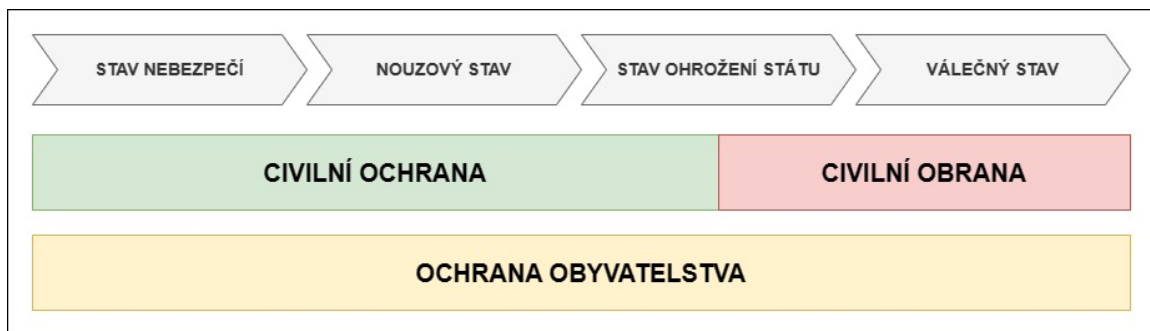 STAV NEBEZPEČÍ
NOUZOVÝ STAV
STAV OHROŽENÍ STÁTU
VÁLEČNÝ STAV
CIVILNÍ OCHRANA
CIVILNÍ OBRANA
OCHRANA OBYVATELSTVA